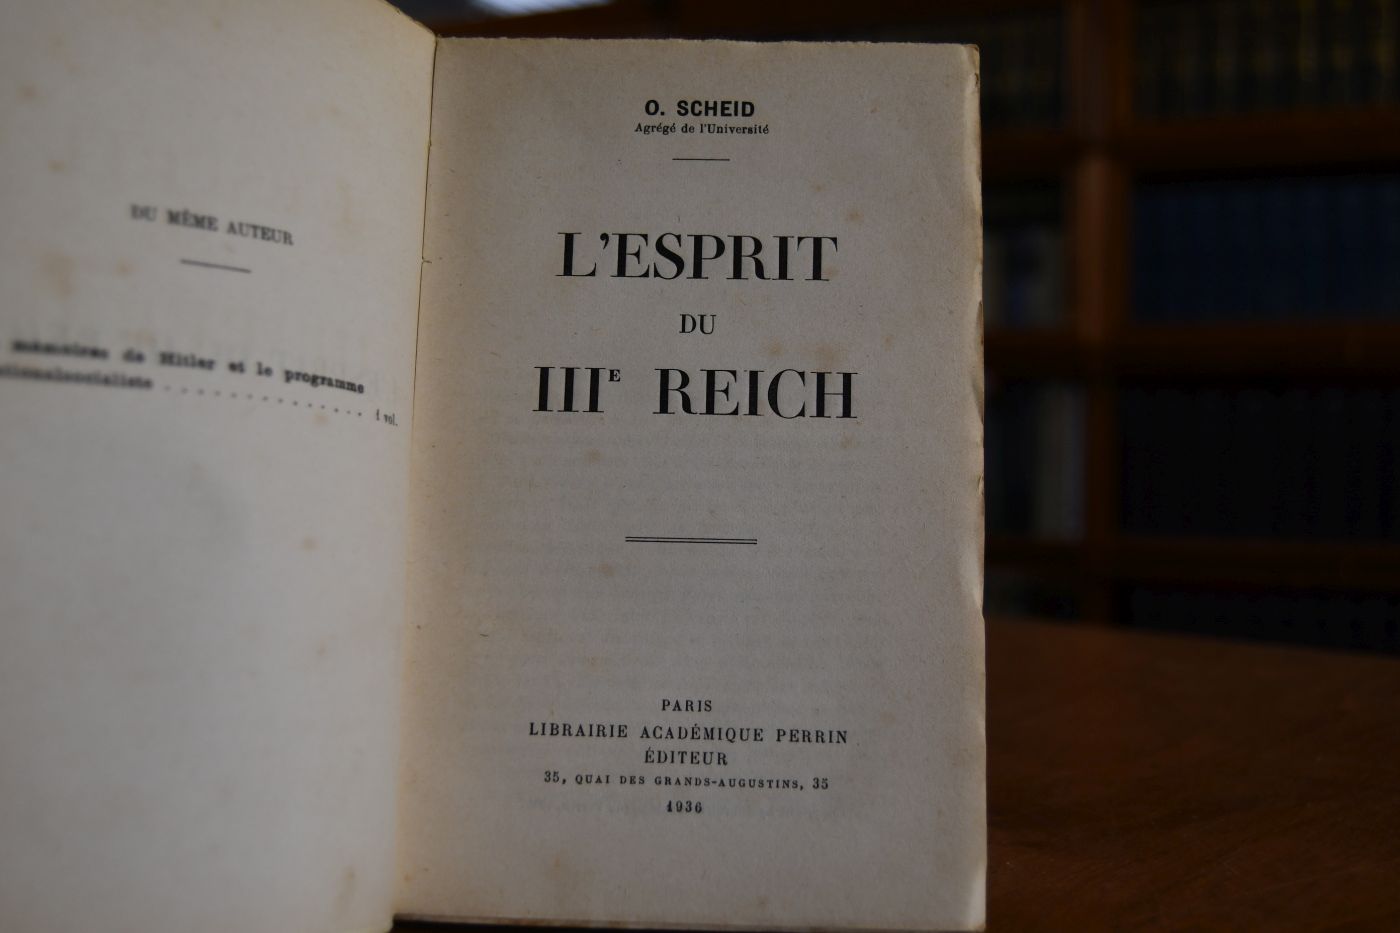 DU MÊME AUTEUR
mémoires de Hitler et le programme
1 vol.
O. SCHEID
Agrégé de l'Université
L'ESPRIT
DU
IIIE REICH
PARIS
LIBRAIRIE ACADÉMIQUE PERRIN
ÉDITEUR
35, QUAI DES GRANDS-AUGUSTINS, 35
1936